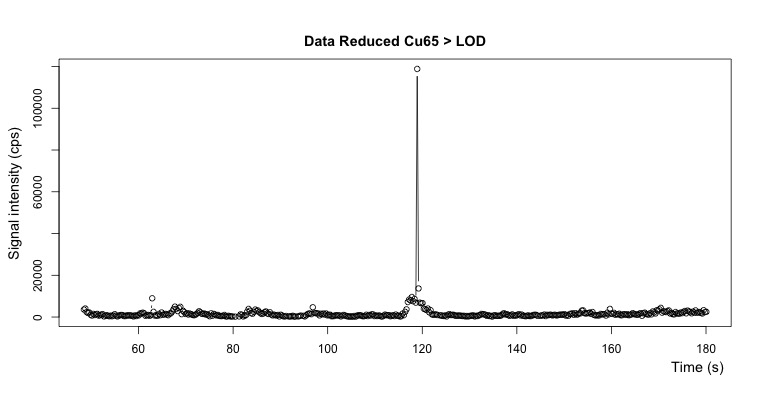 Data Reduced Cu65 > LOD
Signal intensity (cps)
100000
60000
20000
0
60 80 100 120 140 160 180
Time (s)